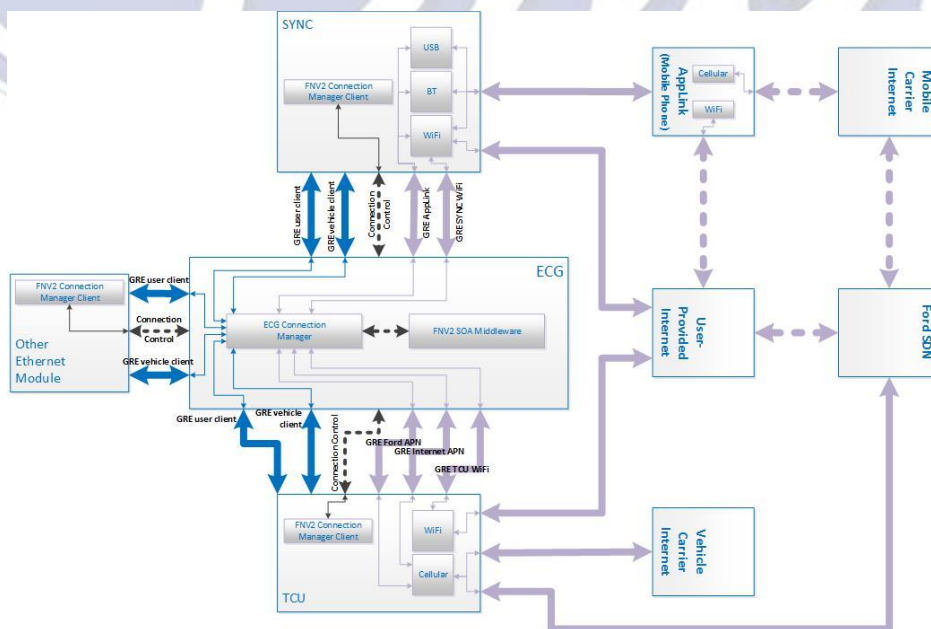 SYNC
USB
BT
WiFi
FNV2 Connection
Manager Client
AppLink
(Mobile Phone)
Cellular
WiFi
Mobile
Carrier
Internet
GRE user client
GRE vehicle client
Connection
Control
GRE AppLink
GRE SYNC WiFi
ECG
ECG Connection
Manager
FNV2 SOA Middleware
FNV2 Connection
Manager Client
Other
Ethernet
Module
GRE user client
Connection
Control
GRE vehicle client
User-
Provided
Internet
Ford SDN
GRE user client
GRE vehicle
client
Connection Control
GRE Ford APN
GRE Internet APN
GRE TCU WiFi
FNV2 Connection
Manager Client
WiFi
Cellular
TCU
Vehicle
Carrier
Internet